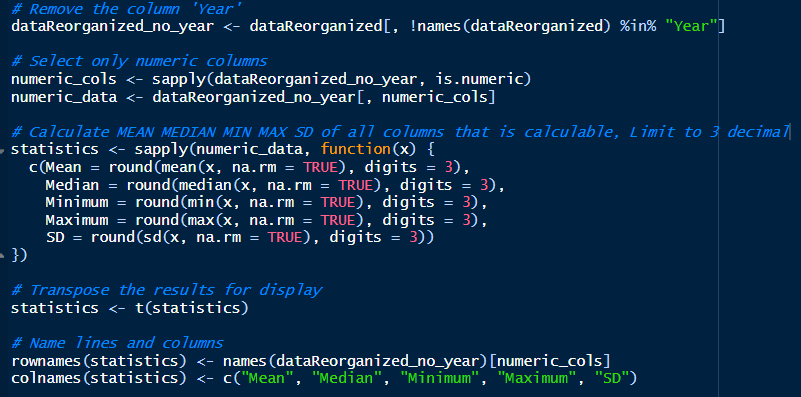 # Remove the column 'Year'
dataReorganized_no_year <- dataReorganized[, !names(dataReorganized) %in% "Year"]
# Select only numeric columns
numeric_cols <- sapply(dataReorganized_no_year, is.numeric)
numeric_data <- dataReorganized_no_year[, numeric_cols]
# Calculate MEAN MEDIAN MIN MAX SD of all columns that is calculable, Limit to 3 decimal
statistics <- sapply(numeric_data, function(x) {
  c(Mean = round(mean(x, na.rm = TRUE), digits = 3),
    Median = round(median(x, na.rm = TRUE), digits = 3),
    Minimum = round(min(x, na.rm = TRUE), digits = 3),
    Maximum = round(max(x, na.rm = TRUE), digits = 3),
    SD = round(sd(x, na.rm = TRUE), digits = 3))
})
# Transpose the results for display
statistics <- t(statistics)
# Name lines and columns
rownames(statistics) <- names(dataReorganized_no_year)[numeric_cols]
colnames(statistics) <- c("Mean", "Median", "Minimum", "Maximum", "SD")